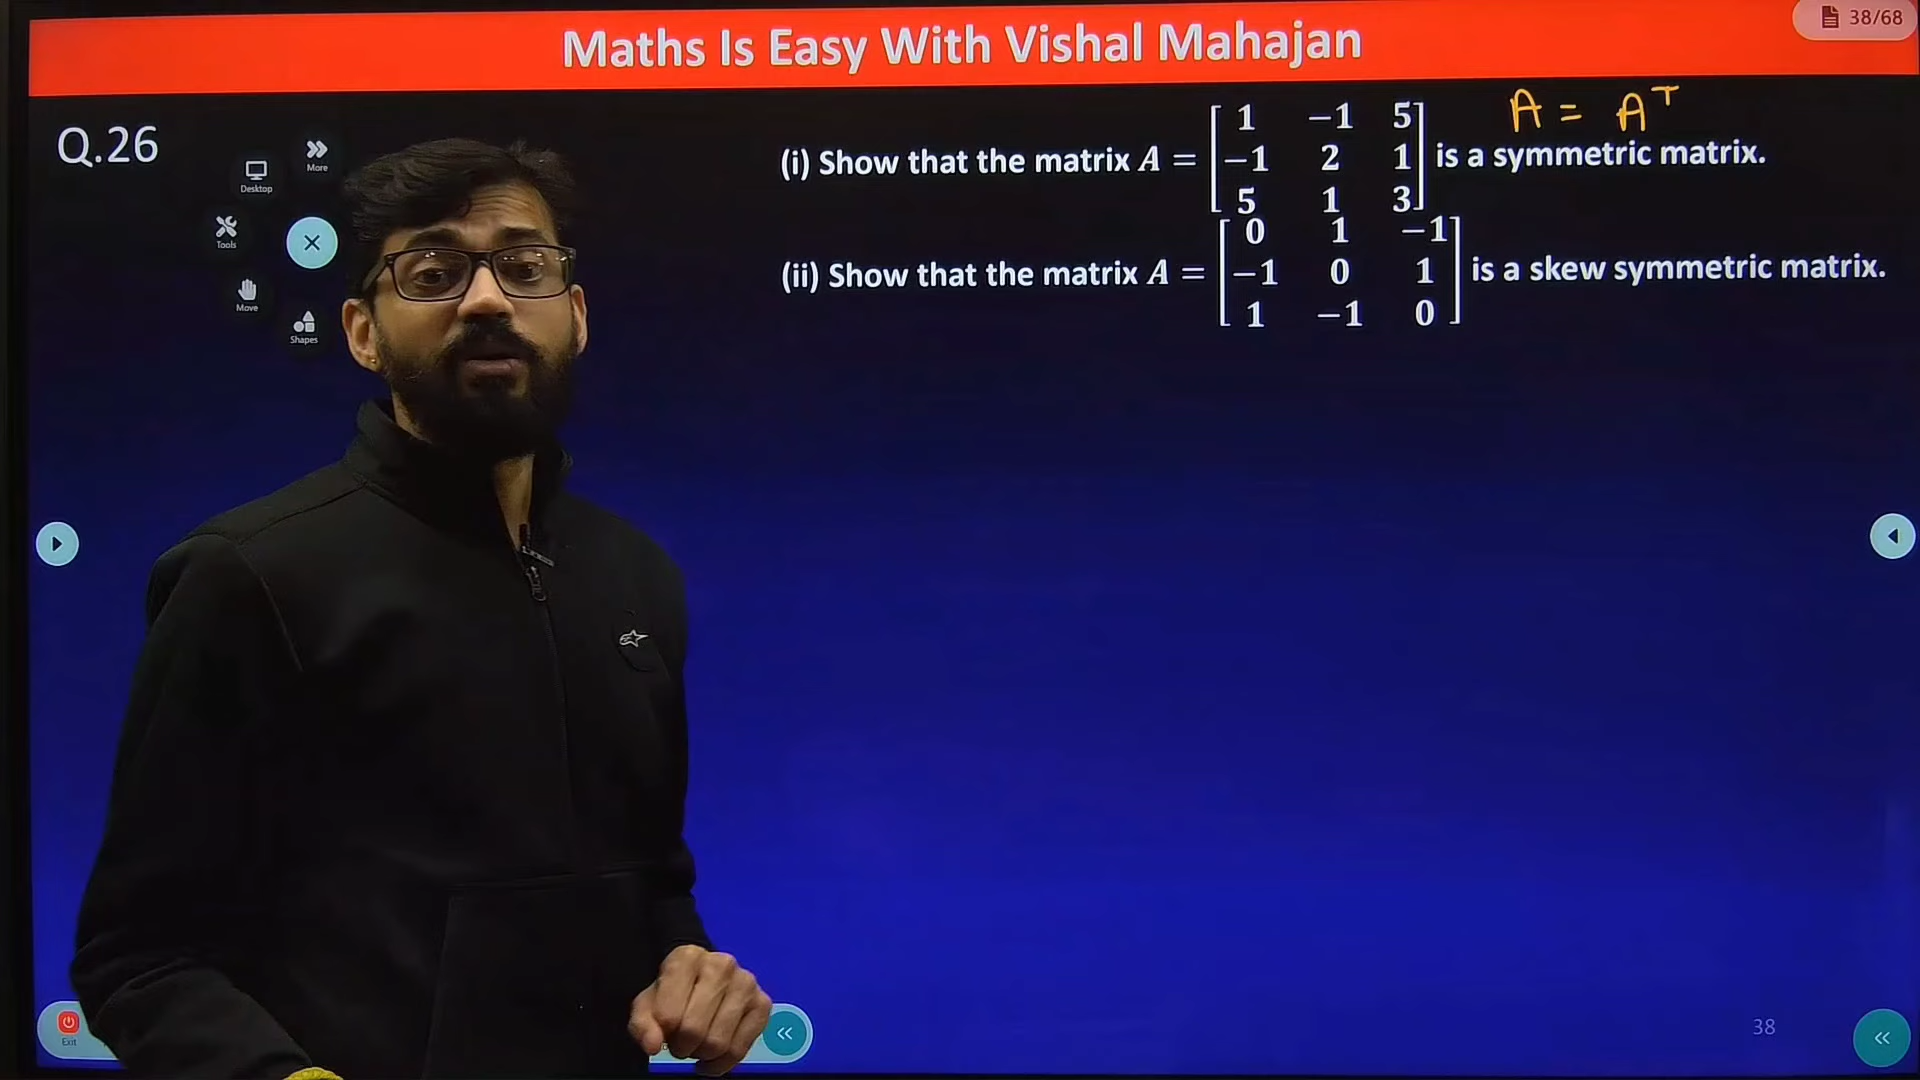 38/68
Maths Is Easy With Vishal Mahajan
Q.26
A = Aᵀ
(i) Show that the matrix A = [1 −1 5
−1 2 1
5 1 3] is a symmetric matrix.
(ii) Show that the matrix A = [0 1 −1
−1 0 1
1 −1 0] is a skew symmetric matrix.
More
Desktop
Tools
Move
Shapes
Exit
38